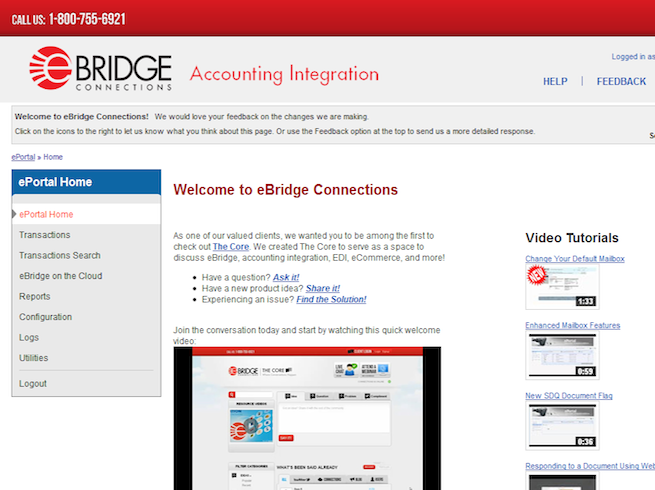 CALL US: 1-800-755-6921
eBRIDGE
CONNECTIONS
Accounting Integration
Logged in as
HELP | FEEDBACK
Welcome to eBridge Connections! We would love your feedback on the changes we are making.
Click on the icons to the right to let us know what you think about this page. Or use the Feedback option at the top to send us a more detailed response.
ePortal » Home
ePortal Home
ePortal Home
Transactions
Transactions Search
eBridge on the Cloud
Reports
Configuration
Logs
Utilities
Logout
Welcome to eBridge Connections
As one of our valued clients, we wanted you to be among the first to
check out The Core. We created The Core to serve as a space to
discuss eBridge, accounting integration, EDI, eCommerce, and more!
• Have a question? Ask it!
• Have a new product idea? Share it!
• Experiencing an issue? Find the Solution!
Join the conversation today and start by watching this quick welcome
video:
eBRIDGE THE CORE
LIVE CHAT
ATTEND A WEBINAR
RESOURCE VIDEOS
FILTER CATEGORIES
WHAT'S BEEN SAID ALREADY
Video Tutorials
Change Your Default Mailbox
NEW
1:33
Enhanced Mailbox Features
0:59
New SDQ Document Flag
0:36
Responding to a Document Using Web